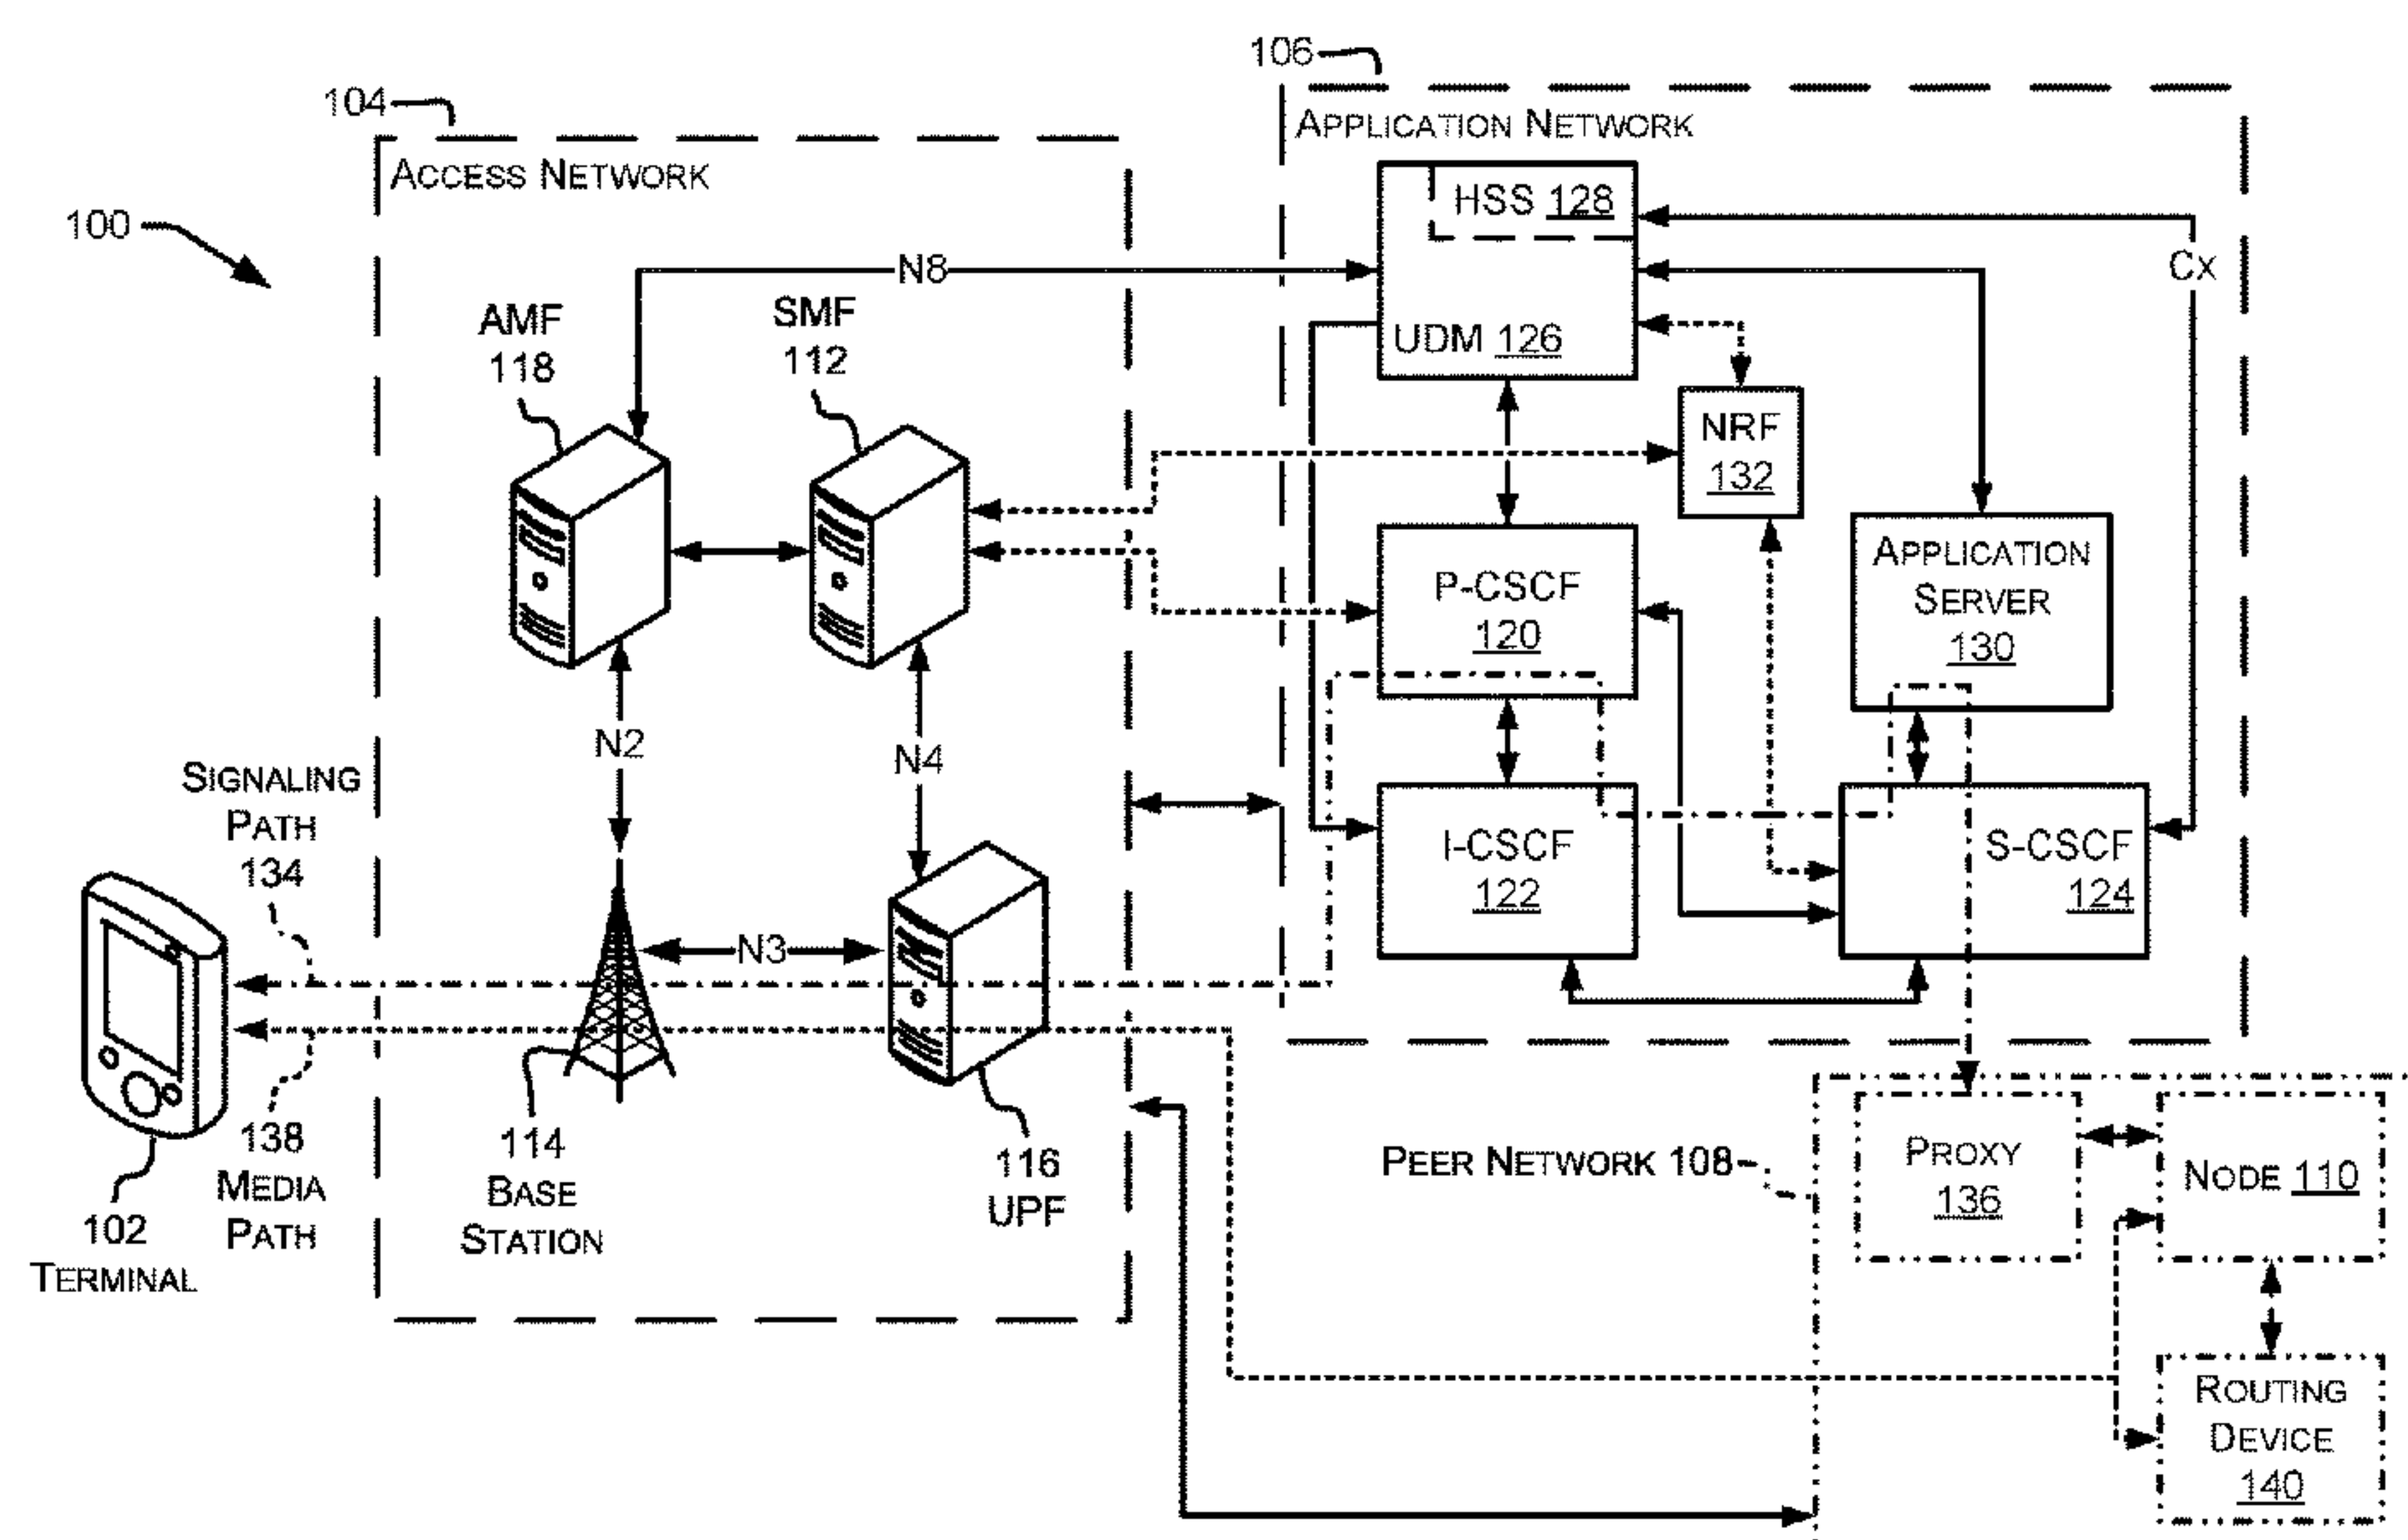 106
104
APPLICATION NETWORK
ACCESS NETWORK
100
HSS 128
N8
Cx
AMF
118
SMF
112
UDM 126
NRF
132
APPLICATION
SERVER
130
P-CSCF
120
N2
N4
SIGNALING
PATH
134
I-CSCF
122
S-CSCF
124
N3
138
MEDIA
PATH
102
TERMINAL
114
BASE
STATION
116
UPF
PEER NETWORK 108
PROXY
136
NODE 110
ROUTING
DEVICE
140